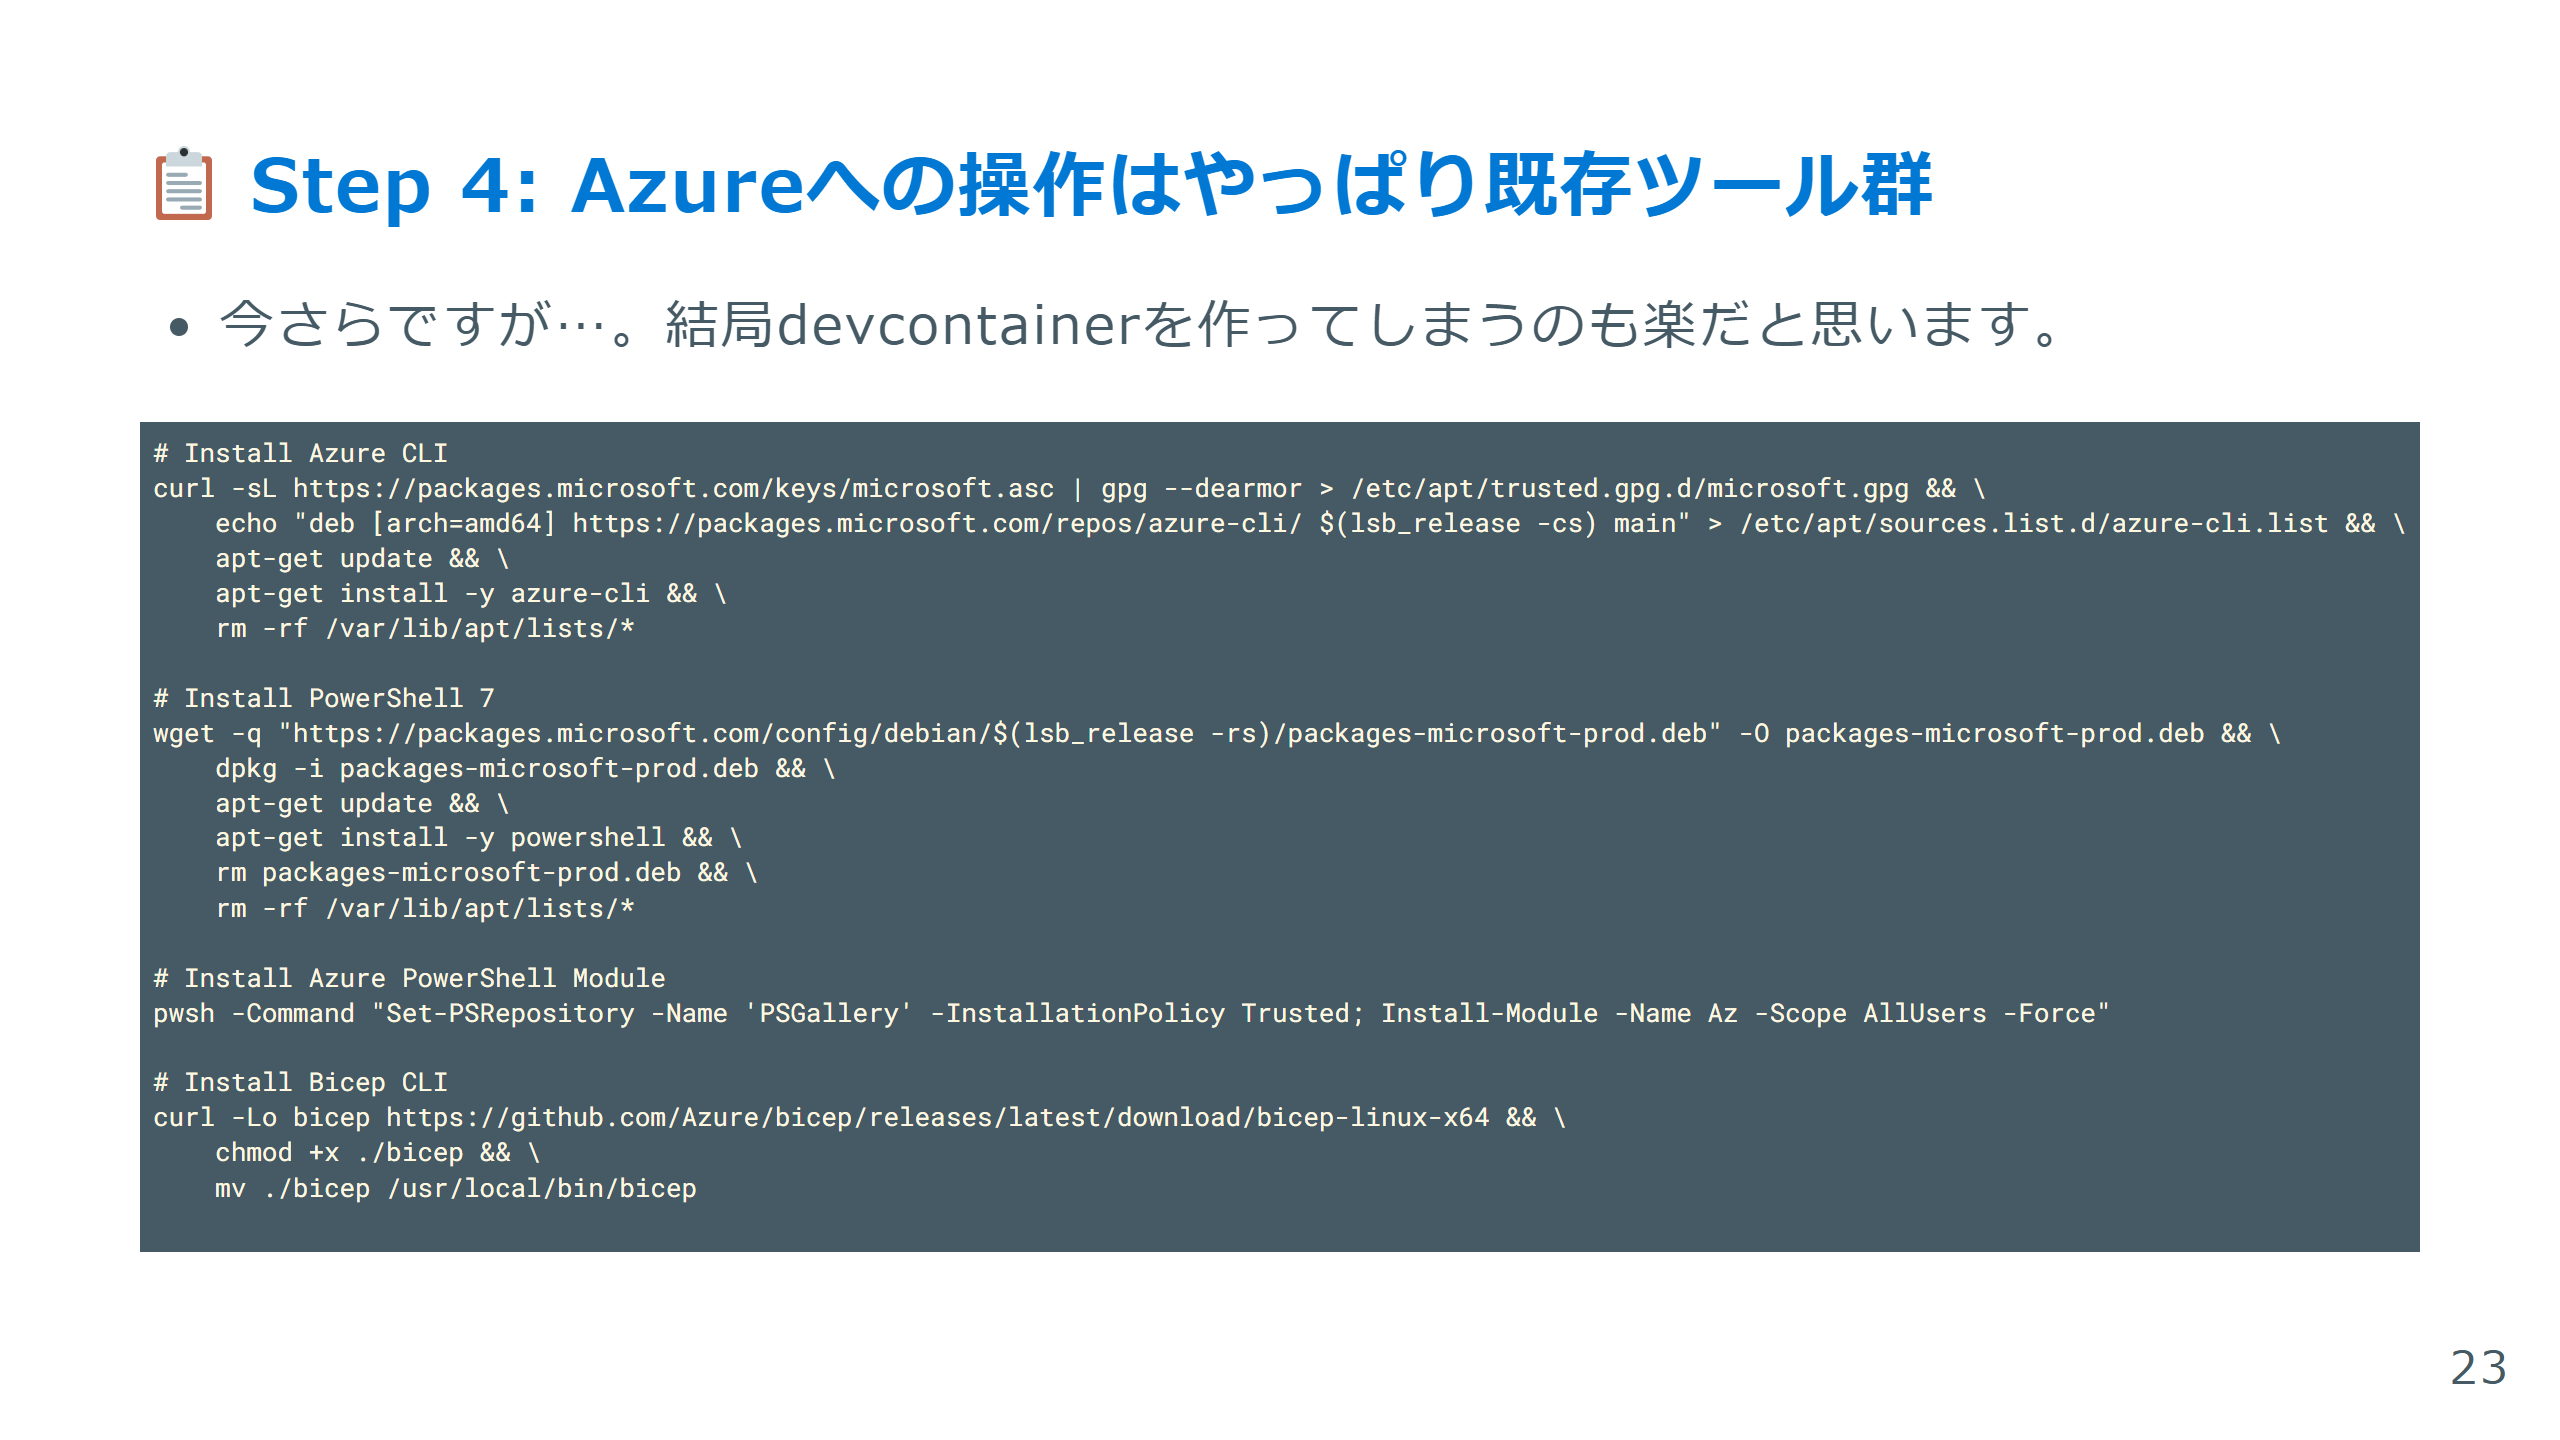 Step 4: Azureへの操作はやっぱり既存ツール群
• 今さらですが…。結局devcontainerを作ってしまうのも楽だと思います。
# Install Azure CLI
curl -sL https://packages.microsoft.com/keys/microsoft.asc | gpg --dearmor > /etc/apt/trusted.gpg.d/microsoft.gpg && \
    echo "deb [arch=amd64] https://packages.microsoft.com/repos/azure-cli/ $(lsb_release -cs) main" > /etc/apt/sources.list.d/azure-cli.list && \
    apt-get update && \
    apt-get install -y azure-cli && \
    rm -rf /var/lib/apt/lists/*
# Install PowerShell 7
wget -q "https://packages.microsoft.com/config/debian/$(lsb_release -rs)/packages-microsoft-prod.deb" -O packages-microsoft-prod.deb && \
    dpkg -i packages-microsoft-prod.deb && \
    apt-get update && \
    apt-get install -y powershell && \
    rm packages-microsoft-prod.deb && \
    rm -rf /var/lib/apt/lists/*
# Install Azure PowerShell Module
pwsh -Command "Set-PSRepository -Name 'PSGallery' -InstallationPolicy Trusted; Install-Module -Name Az -Scope AllUsers -Force"
# Install Bicep CLI
curl -Lo bicep https://github.com/Azure/bicep/releases/latest/download/bicep-linux-x64 && \
    chmod +x ./bicep && \
    mv ./bicep /usr/local/bin/bicep
23